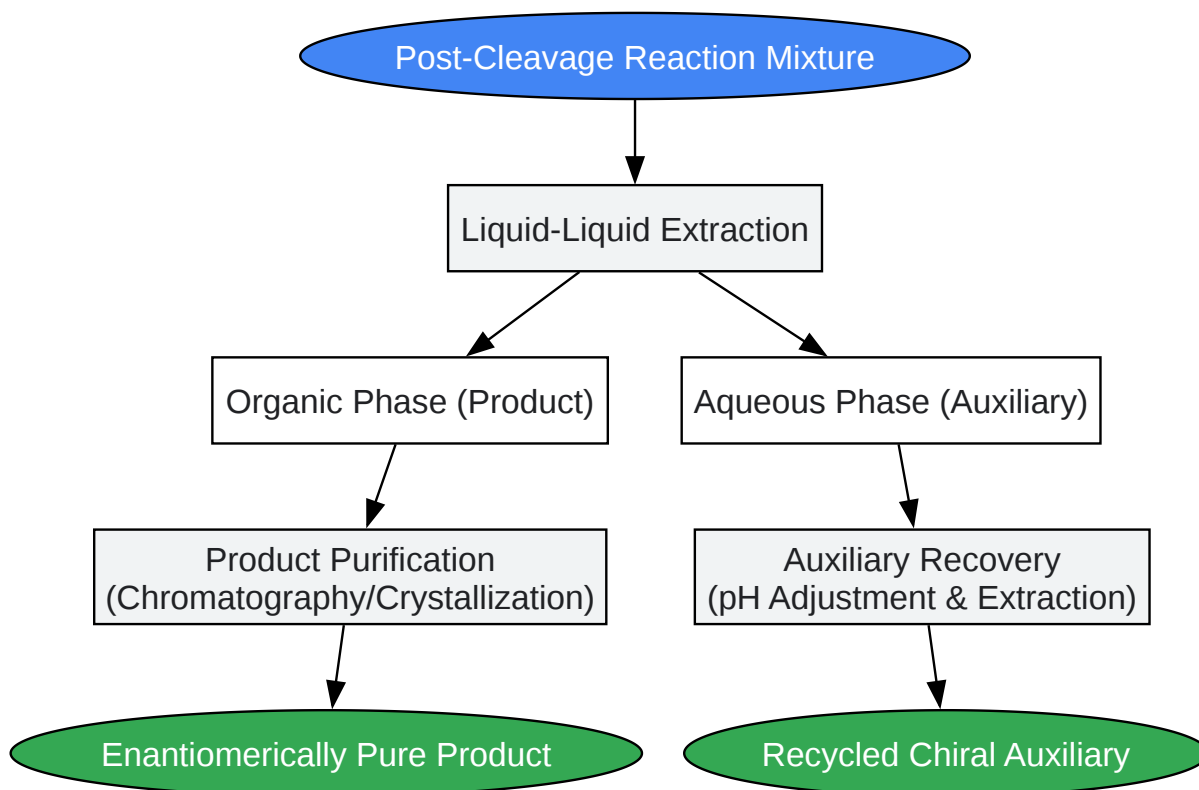 Post-Cleavage Reaction Mixture
Liquid-Liquid Extraction
Organic Phase (Product)
Aqueous Phase (Auxiliary)
Product Purification
(Chromatography/Crystallization)
Auxiliary Recovery
(pH Adjustment & Extraction)
Enantiomerically Pure Product
Recycled Chiral Auxiliary